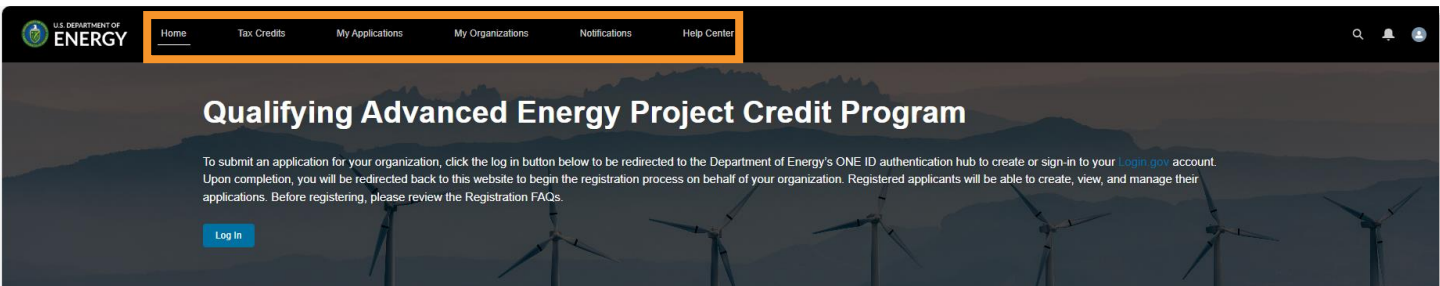 U.S. DEPARTMENT OF
ENERGY
Home Tax Credits My Applications My Organizations Notifications Help Center
Qualifying Advanced Energy Project Credit Program
To submit an application for your organization, click the log in button below to be redirected to the Department of Energy's ONE ID authentication hub to create or sign-in to your Login.gov account.
Upon completion, you will be redirected back to this website to begin the registration process on behalf of your organization. Registered applicants will be able to create, view, and manage their
applications. Before registering, please review the Registration FAQs.
Log In